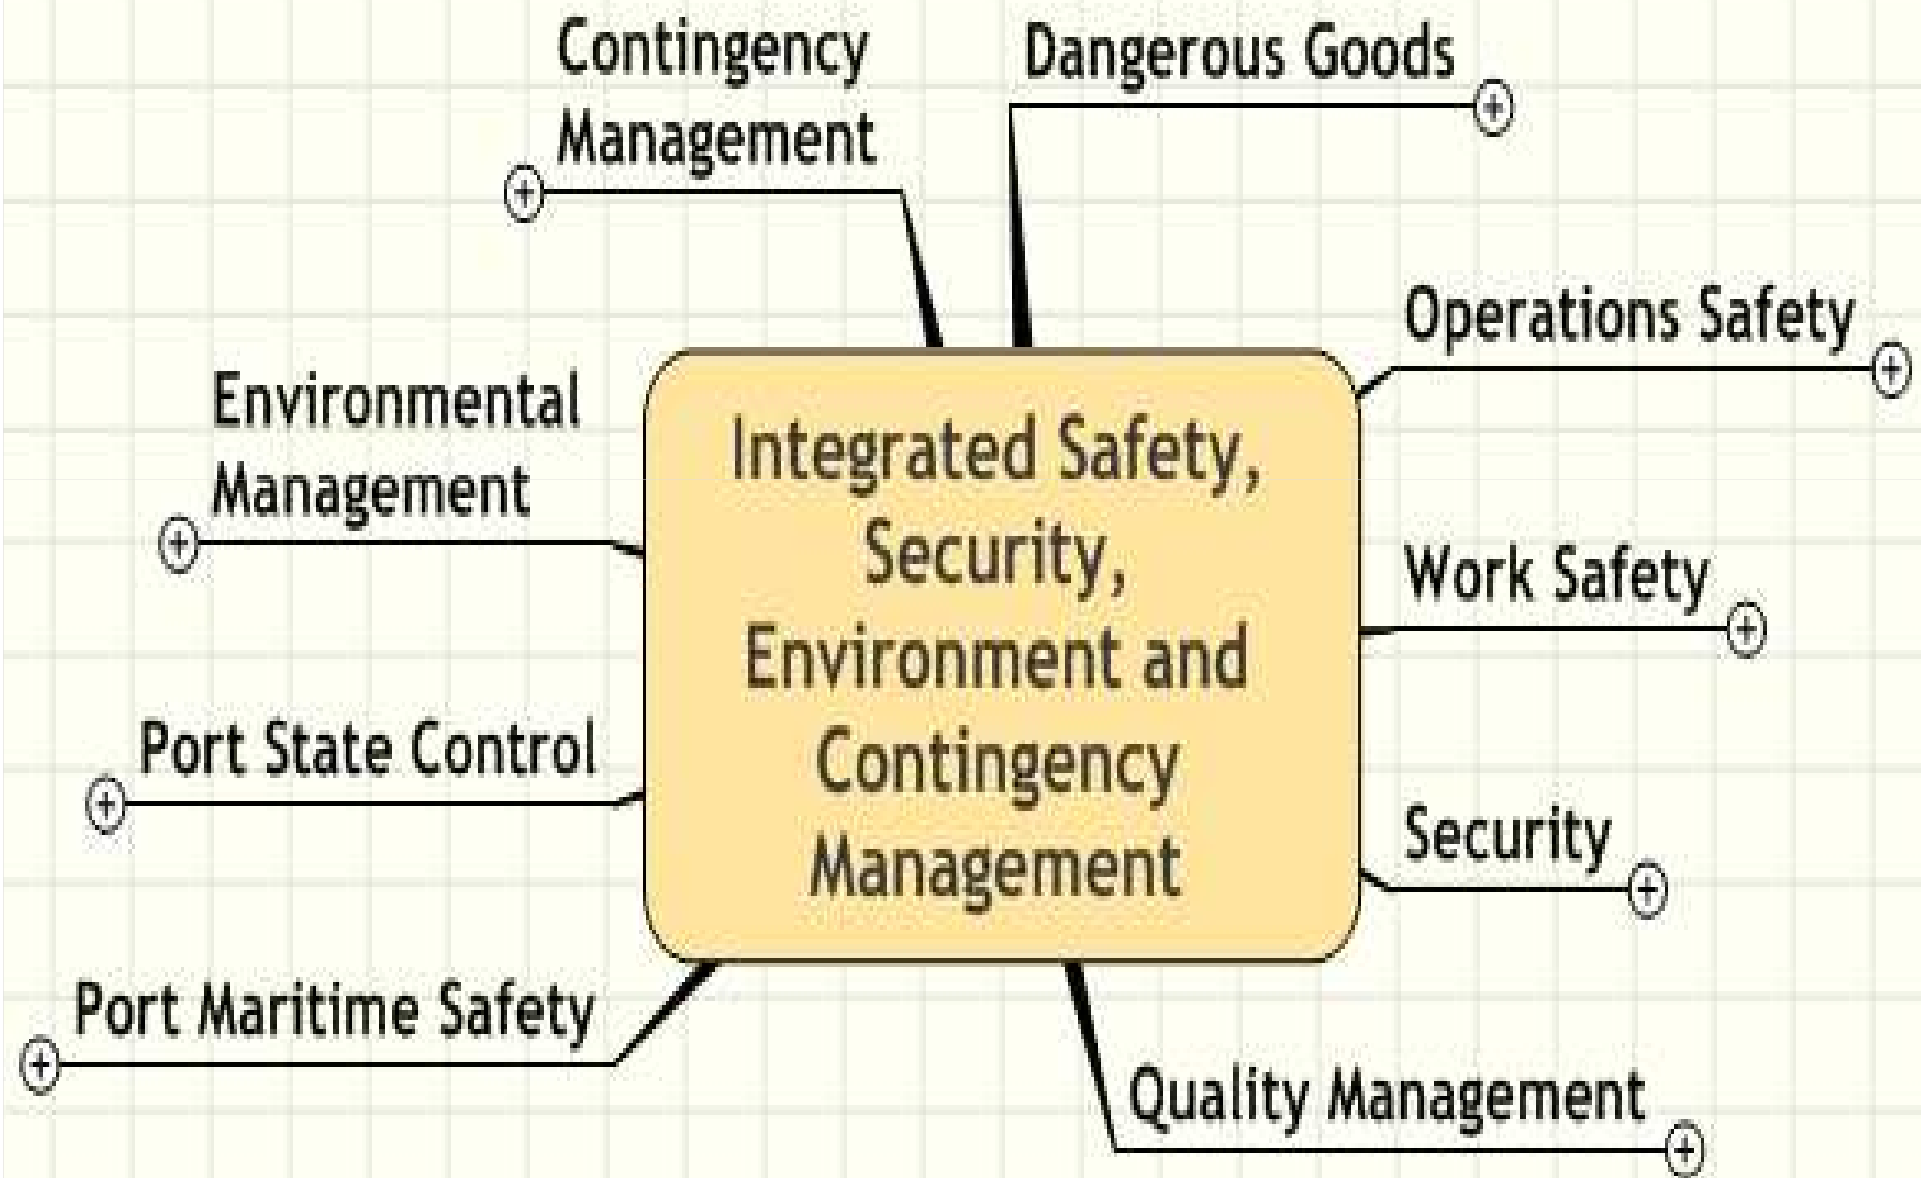 Contingency
Management
Dangerous Goods
Operations Safety
Environmental
Management
Integrated Safety,
Security,
Environment and
Contingency
Management
Work Safety
Port State Control
Security
Port Maritime Safety
Quality Management